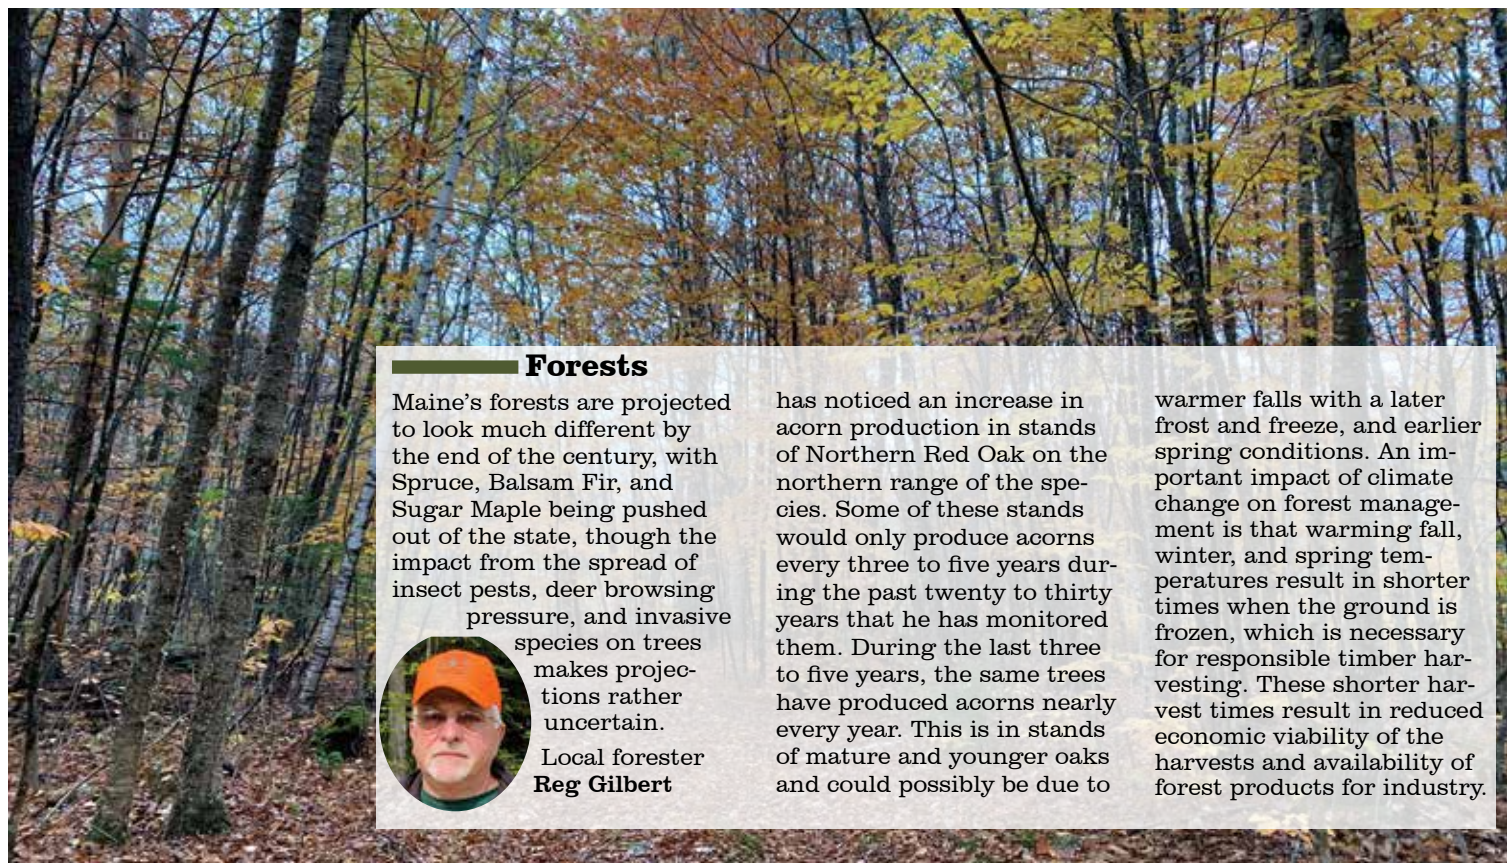 Forests
Maine’s forests are projected
to look much different by
the end of the century, with
Spruce, Balsam Fir, and
Sugar Maple being pushed
out of the state, though the
impact from the spread of
insect pests, deer browsing
pressure, and invasive
species on trees
makes projec-
tions rather
uncertain.
Local forester
Reg Gilbert
has noticed an increase in
acorn production in stands
of Northern Red Oak on the
northern range of the spe-
cies. Some of these stands
would only produce acorns
every three to five years dur-
ing the past twenty to thirty
years that he has monitored
them. During the last three
to five years, the same trees
have produced acorns nearly
every year. This is in stands
of mature and younger oaks
and could possibly be due to
warmer falls with a later
frost and freeze, and earlier
spring conditions. An im-
portant impact of climate
change on forest manage-
ment is that warming fall,
winter, and spring tem-
peratures result in shorter
times when the ground is
frozen, which is necessary
for responsible timber har-
vesting. These shorter har-
vest times result in reduced
economic viability of the
harvests and availability of
forest products for industry.